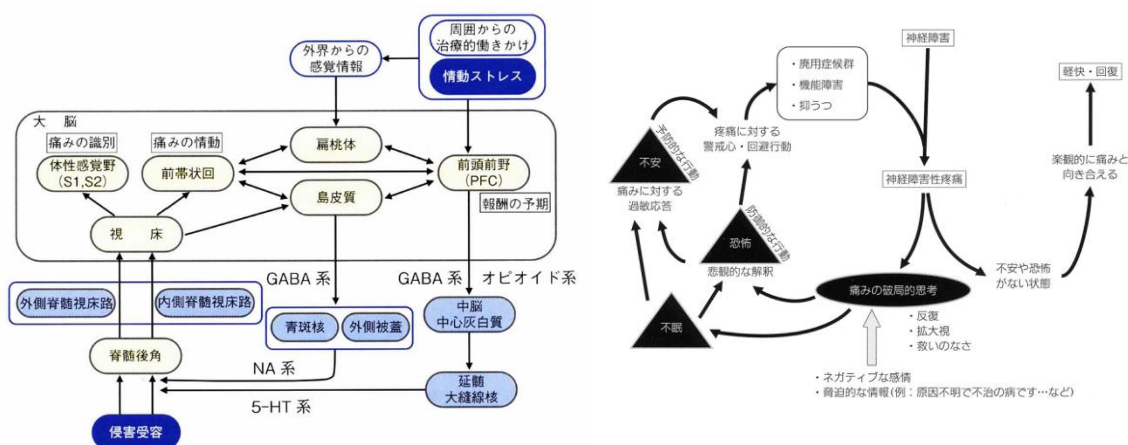 周囲からの
治療的働きかけ
情動ストレス
外界からの
感覚情報
大 脳
痛みの識別
体性感覚野
(S1,S2)
痛みの情動
前帯状回
扁桃体
島皮質
前頭前野
(PFC)
報酬の予期
視 床
GABA 系
GABA 系
オピオイド系
外側脊髄視床路
内側脊髄視床路
青斑核
外側被蓋
中脳
中心灰白質
脊髄後角
NA 系
延髄
大縫線核
5-HT 系
侵害受容
神経障害
・廃用症候群
・機能障害
・抑うつ
軽快・回復
予防的な行動
不安
疼痛に対する
警戒心・回避行動
痛みに対する
過敏応答
神経障害性疼痛
楽観的に痛みと
向き合える
防御的な行動
恐怖
悲観的な解釈
不安や恐怖
がない状態
痛みの破局的思考
・反復
・拡大視
・救いのなさ
不眠
・ネガティブな感情
・脅迫的な情報(例：原因不明で不治の病です…など)